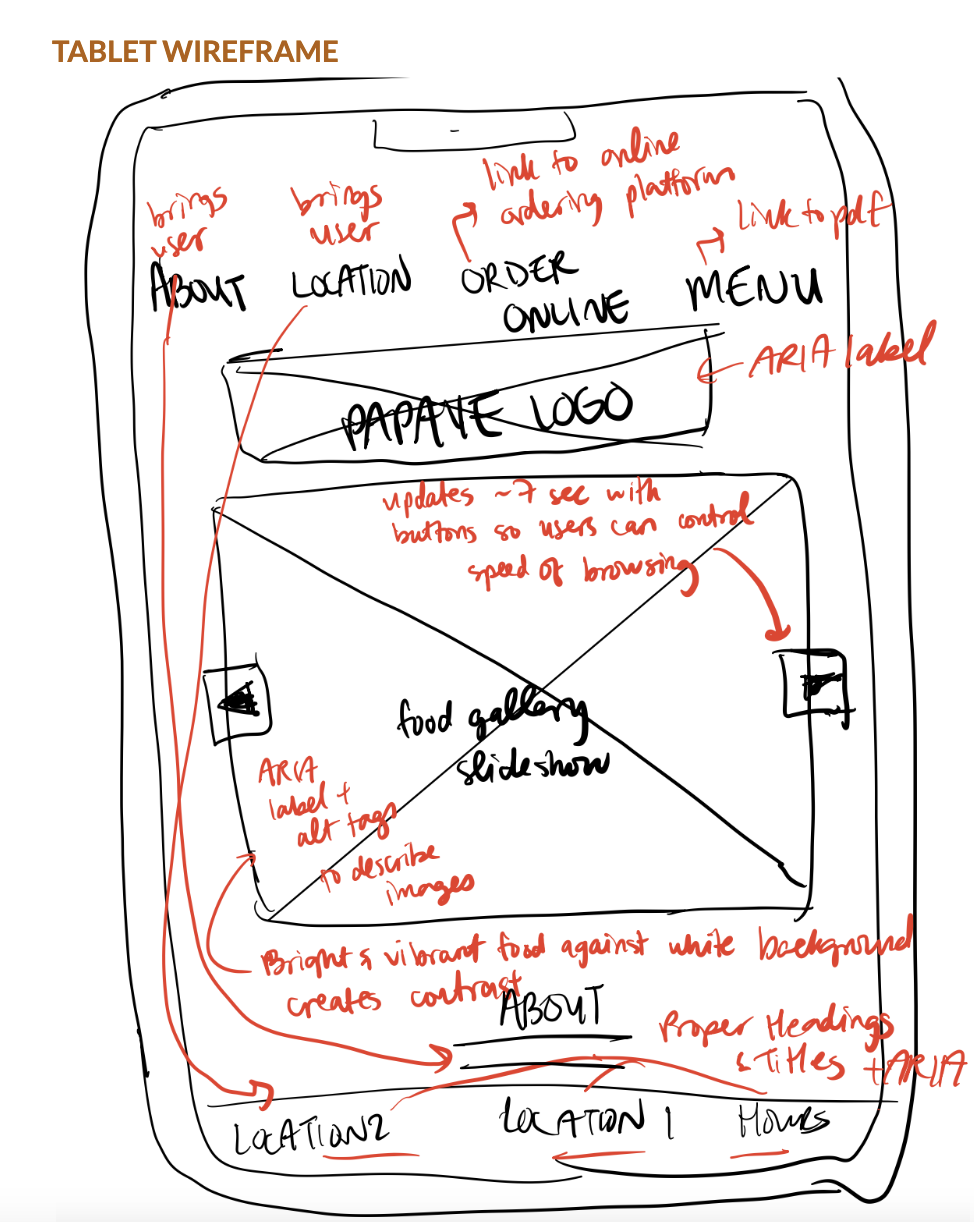 TABLET WIREFRAME
link to online
ordering platform
brings
user
brings
user
Link to pdf
ABOUT
LOCATION
ORDER
ONLINE
MENU
ARIA label
PAPAYE LOGO
updates ~7 sec with
buttons so users can control
speed of browsing
food gallery
slideshow
ARIA
label +
alt tags
to describe
images
Bright & vibrant food against white background
creates contrast
ABOUT
Proper Headings
& Titles + ARIA
LOCATION 2
LOCATION 1
HOURS